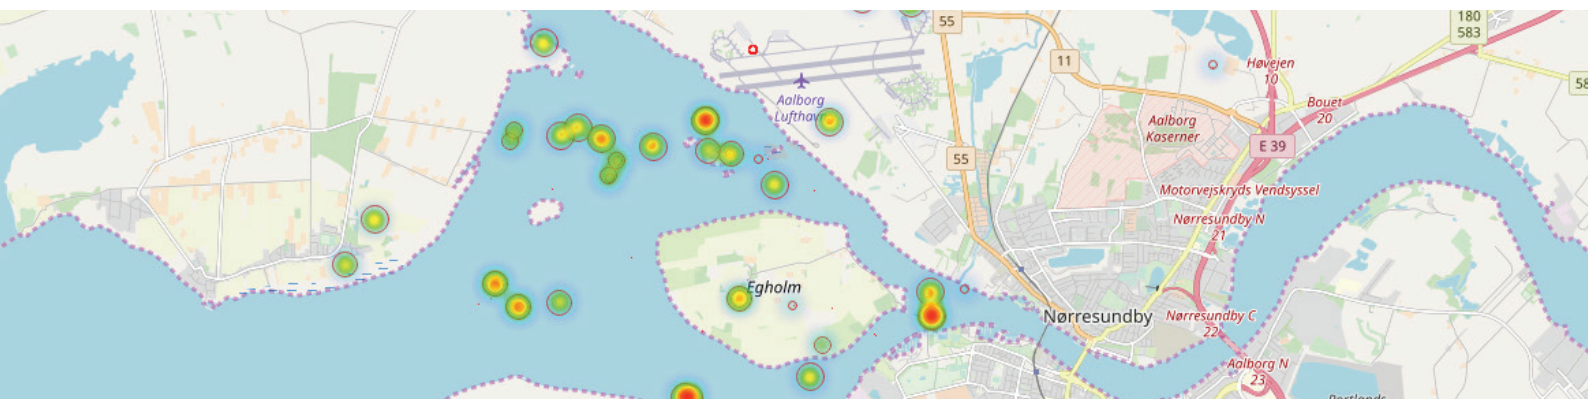 55
180
583
11
Høvejen
10
58
Aalborg
Lufthavn
Bouet
20
Aalborg
Kaserner
E 39
55
Motorvejskryds Vendsyssel
Nørresundby N
21
Egholm
Nørresundby
Nørresundby C
22
Aalborg N
23